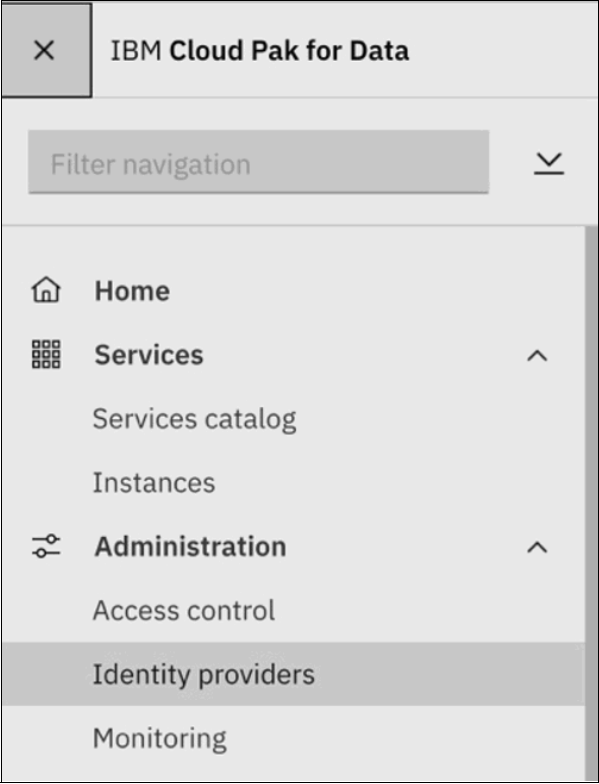 IBM Cloud Pak for Data
Filter navigation
Home
Services
Services catalog
Instances
Administration
Access control
Identity providers
Monitoring